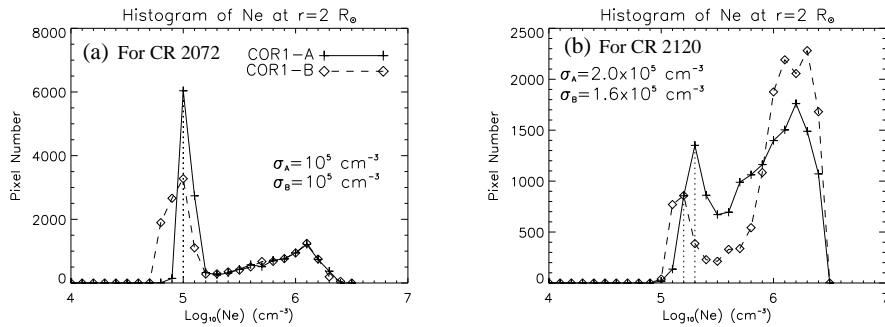 Histogram of Ne at r=2 R⊙
8000
6000
4000
2000
0
Pixel Number
(a) For CR 2072
COR1-A
COR1-B
σA=10⁵ cm⁻³
σB=10⁵ cm⁻³
4 5 6 7
Log₁₀(Ne) (cm⁻³)
Histogram of Ne at r=2 R⊙
2500
2000
1500
1000
500
0
Pixel Number
(b) For CR 2120
σA=2.0x10⁵ cm⁻³
σB=1.6x10⁵ cm⁻³
4 5 6 7
Log₁₀(Ne) (cm⁻³)